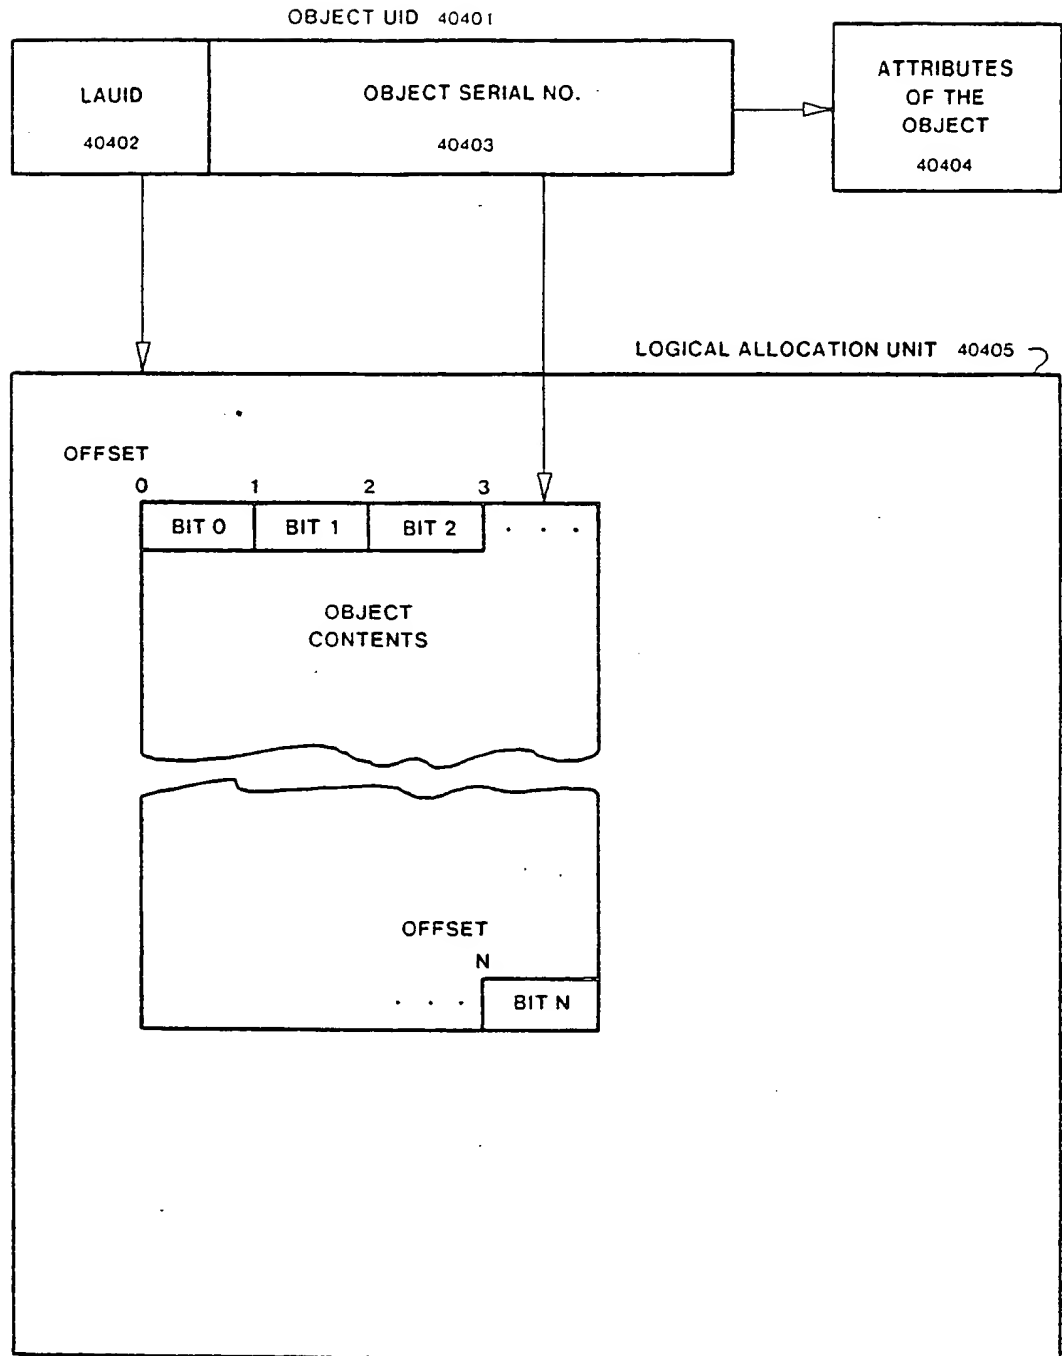 OBJECT UID 40401
LAUID
40402
OBJECT SERIAL NO.
40403
ATTRIBUTES
OF THE
OBJECT
40404
LOGICAL ALLOCATION UNIT 40405
OFFSET
0 1 2 3
BIT 0 BIT 1 BIT 2 . . .
OBJECT
CONTENTS
OFFSET
N
. . . BIT N